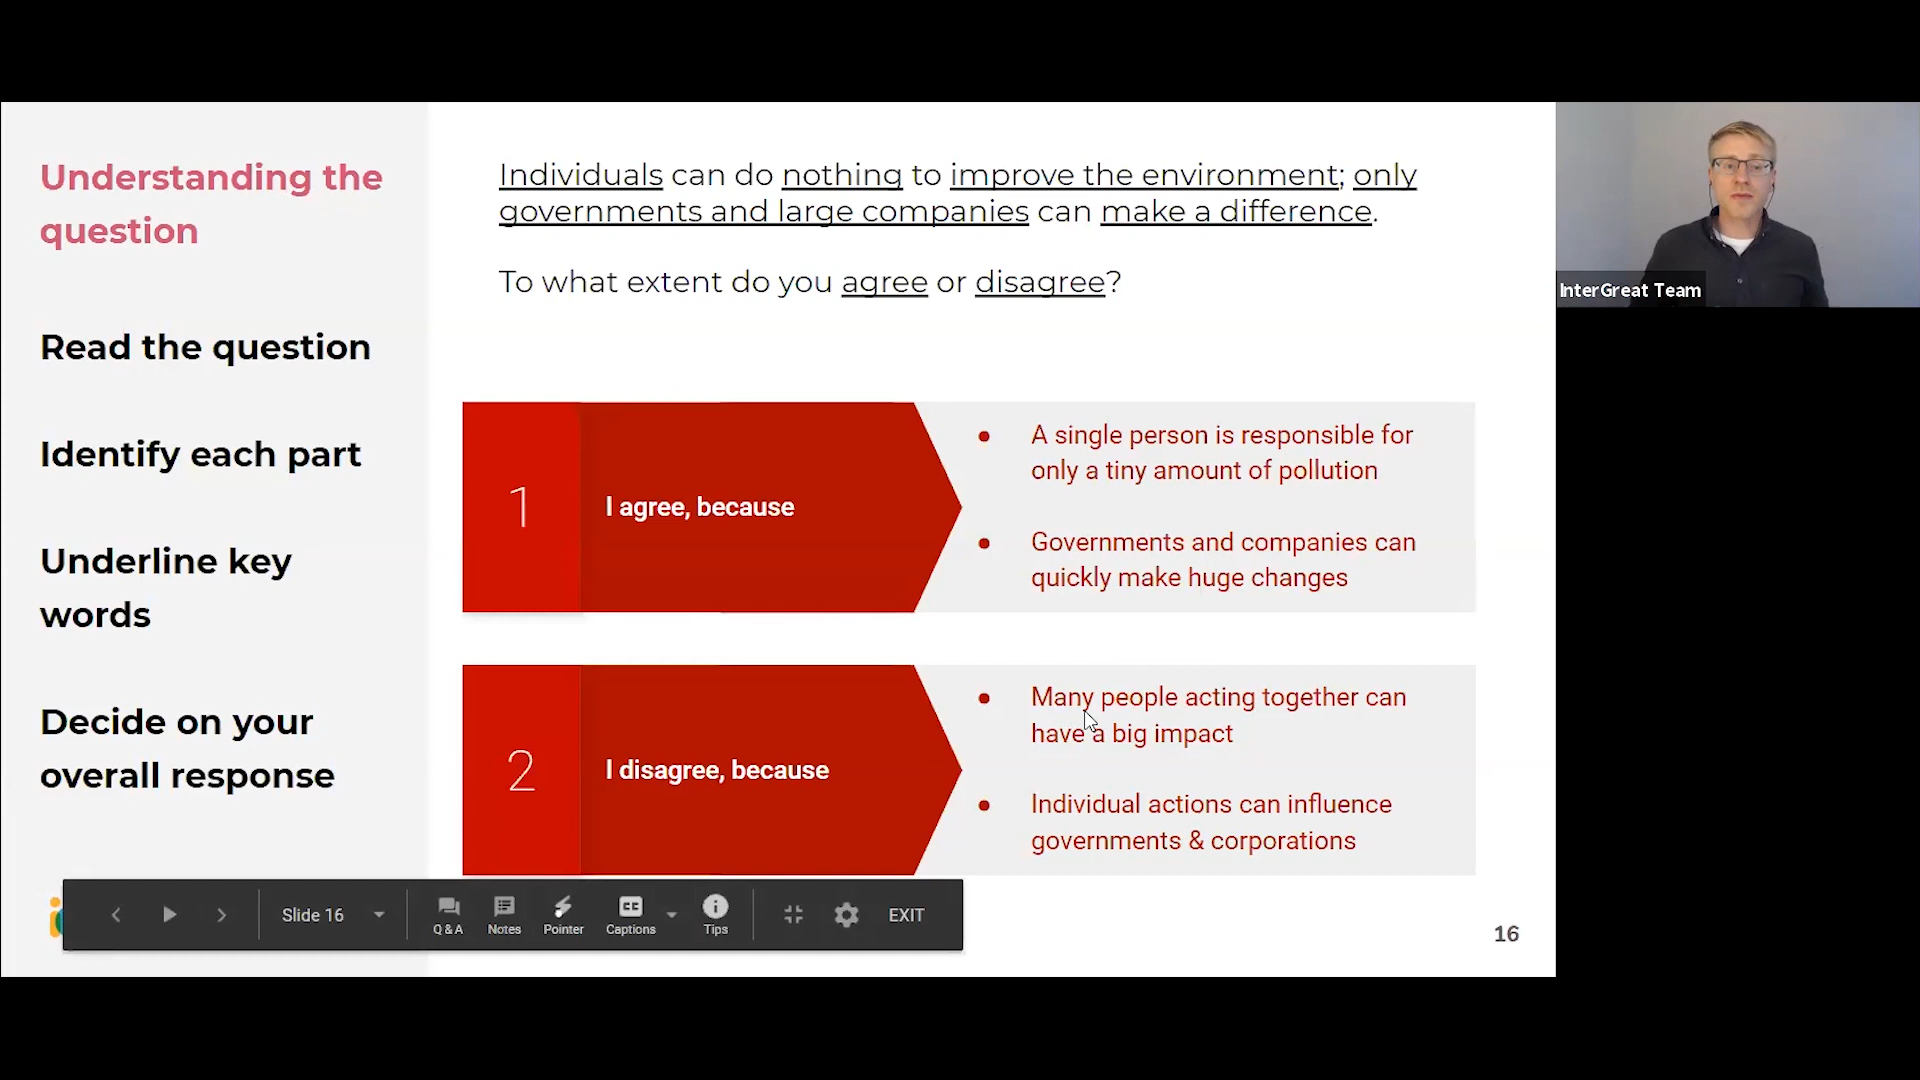 Understanding the
question
Read the question
Identify each part
Underline key
words
Decide on your
overall response
Individuals can do nothing to improve the environment; only
governments and large companies can make a difference.
To what extent do you agree or disagree?
1
I agree, because
● A single person is responsible for
only a tiny amount of pollution
● Governments and companies can
quickly make huge changes
2
I disagree, because
● Many people acting together can
have a big impact
● Individual actions can influence
governments & corporations
InterGreat Team
Slide 16
Q & A
Notes
Pointer
CC
Captions
Tips
EXIT
16